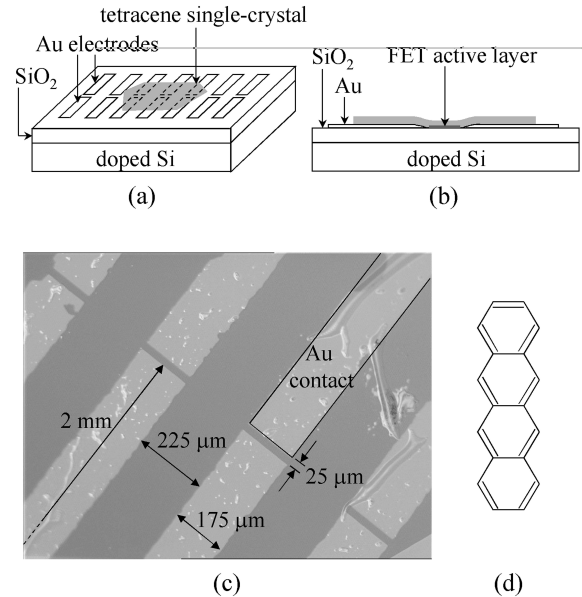 tetracene single-crystal
Au electrodes
SiO2
doped Si
(a)
FET active layer
SiO2
Au
doped Si
(b)
Au
contact
2 mm
225 μm
25 μm
175 μm
(c)
(d)